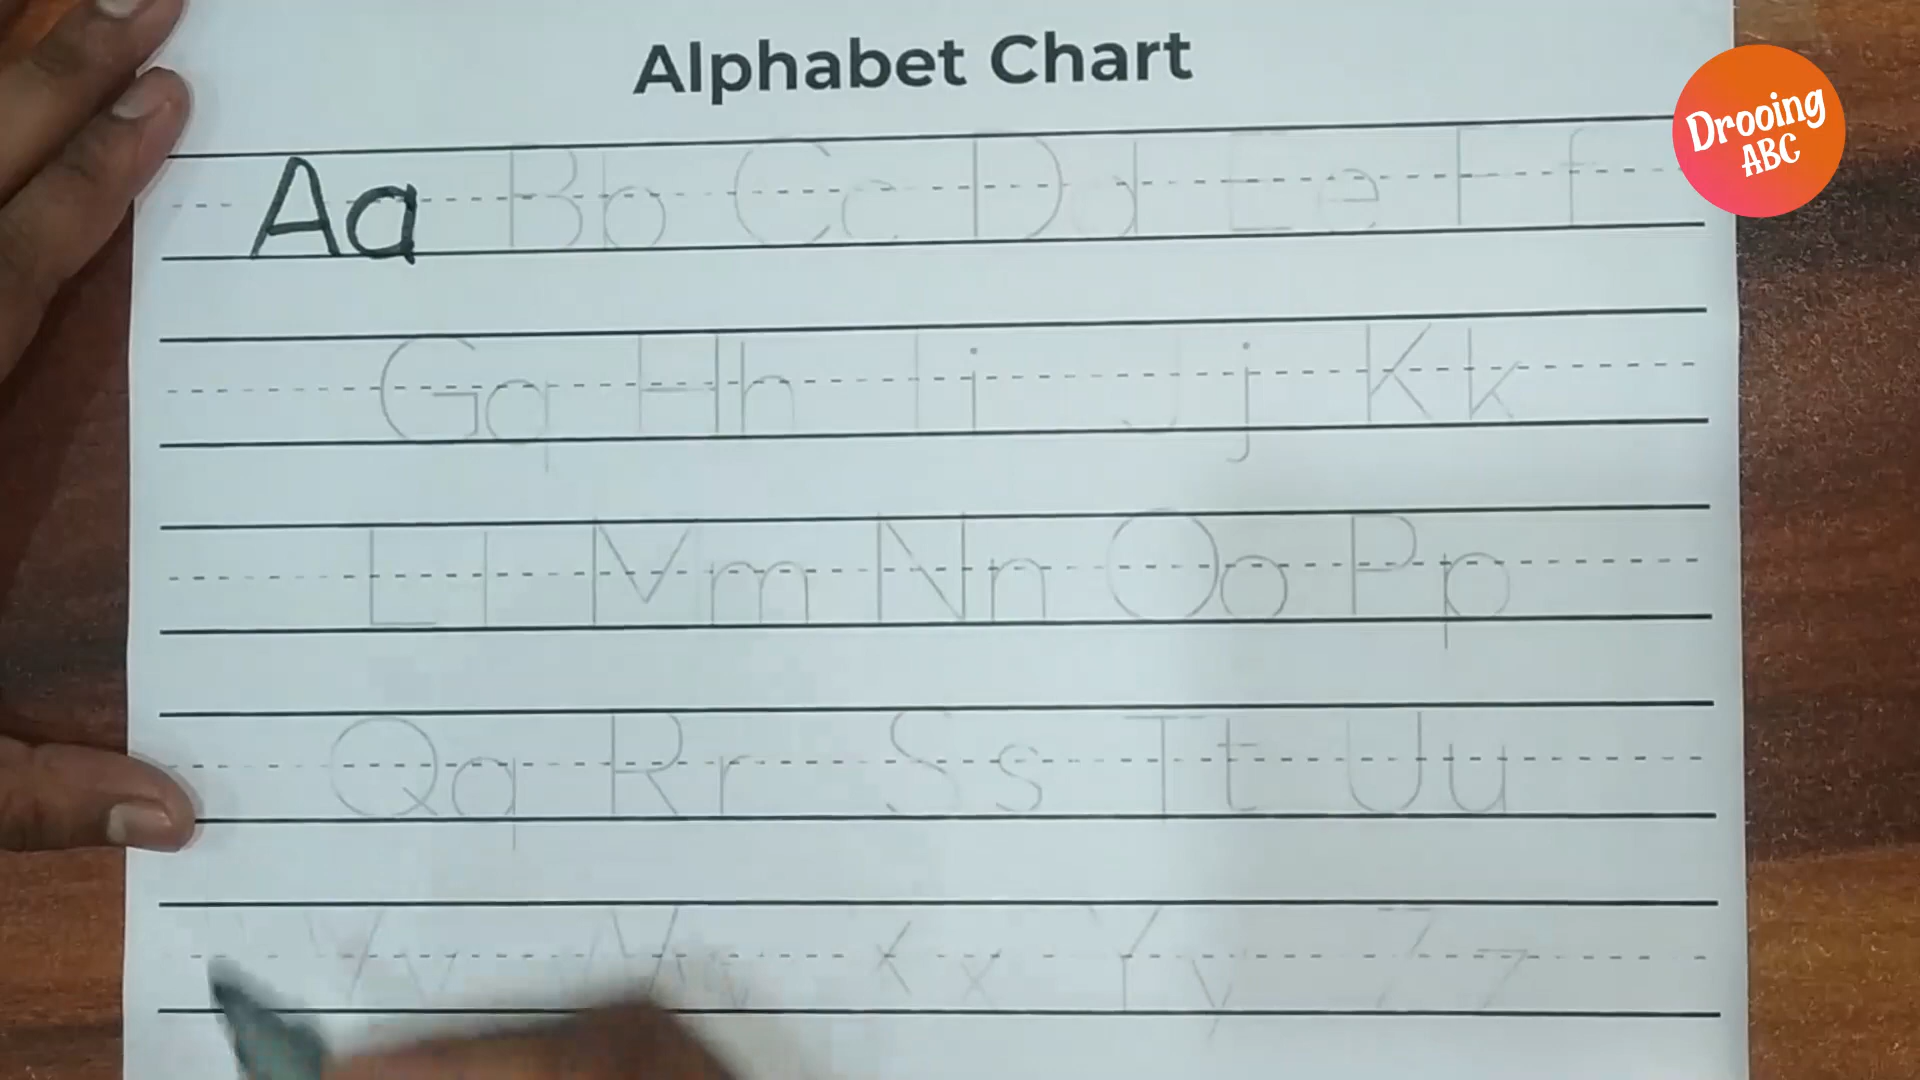 Alphabet Chart
Drooing
ABC
Aa Bb Cc Dd Ee Ff
Gg Hh Ii Jj Kk
Ll Mm Nn Oo Pp
Qq Rr Ss Tt Uu
Vv Ww Xx Yy Zz